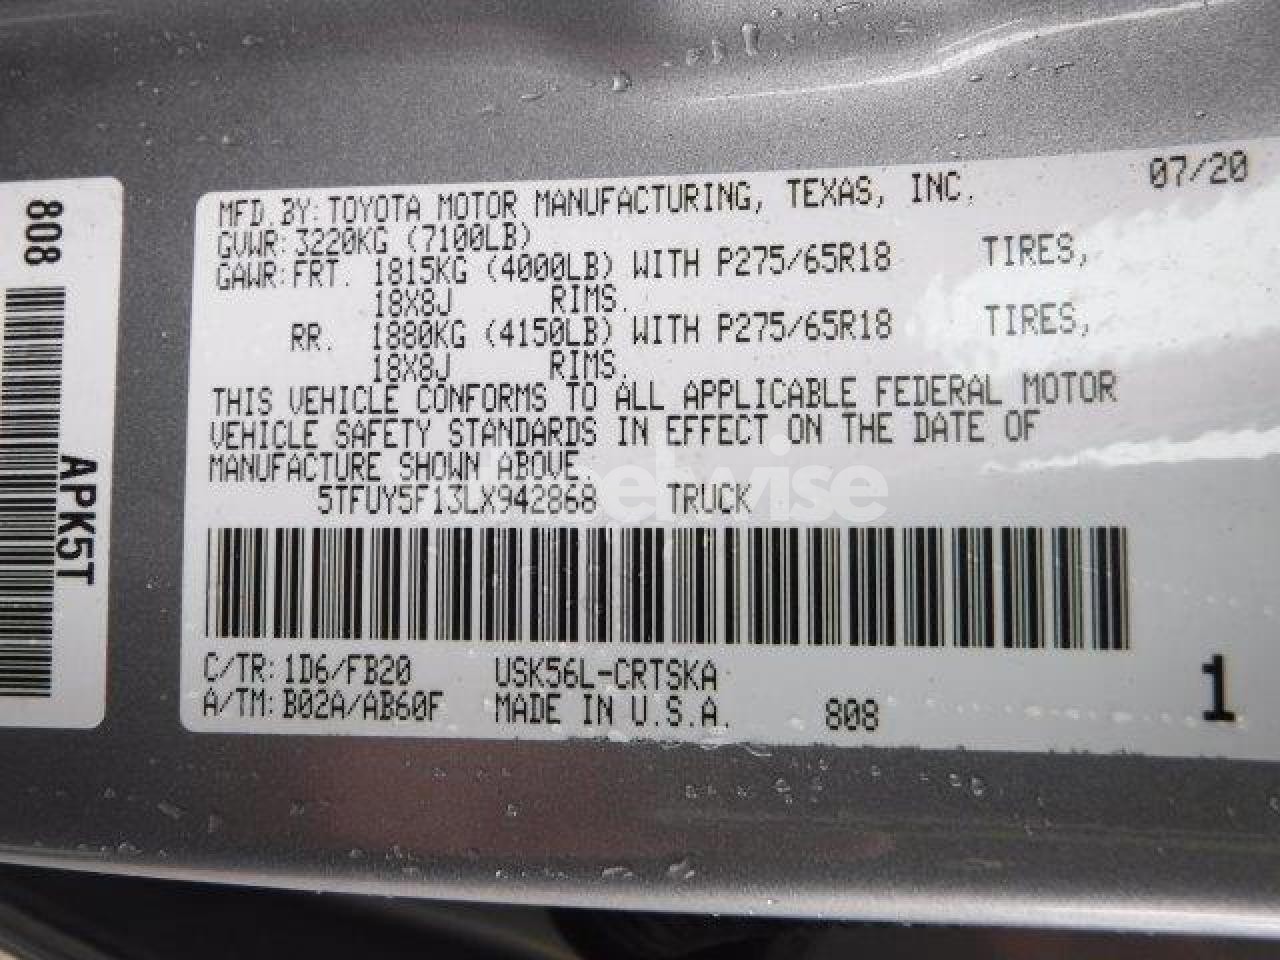 808
APK5T
07/20
MFD. BY: TOYOTA MOTOR MANUFACTURING, TEXAS, INC.
GVWR: 3220KG (7100LB)
GAWR: FRT. 1815KG (4000LB) WITH P275/65R18 TIRES,
18X8J RIMS.
RR. 1880KG (4150LB) WITH P275/65R18 TIRES,
18X8J RIMS.
THIS VEHICLE CONFORMS TO ALL APPLICABLE FEDERAL MOTOR
VEHICLE SAFETY STANDARDS IN EFFECT ON THE DATE OF
MANUFACTURE SHOWN ABOVE.
5TFUY5F13LX942868 TRUCK
C/TR: 1D6/FB20 USK56L-CRTSKA
A/TM: B02A/AB60F MADE IN U.S.A. 808
1